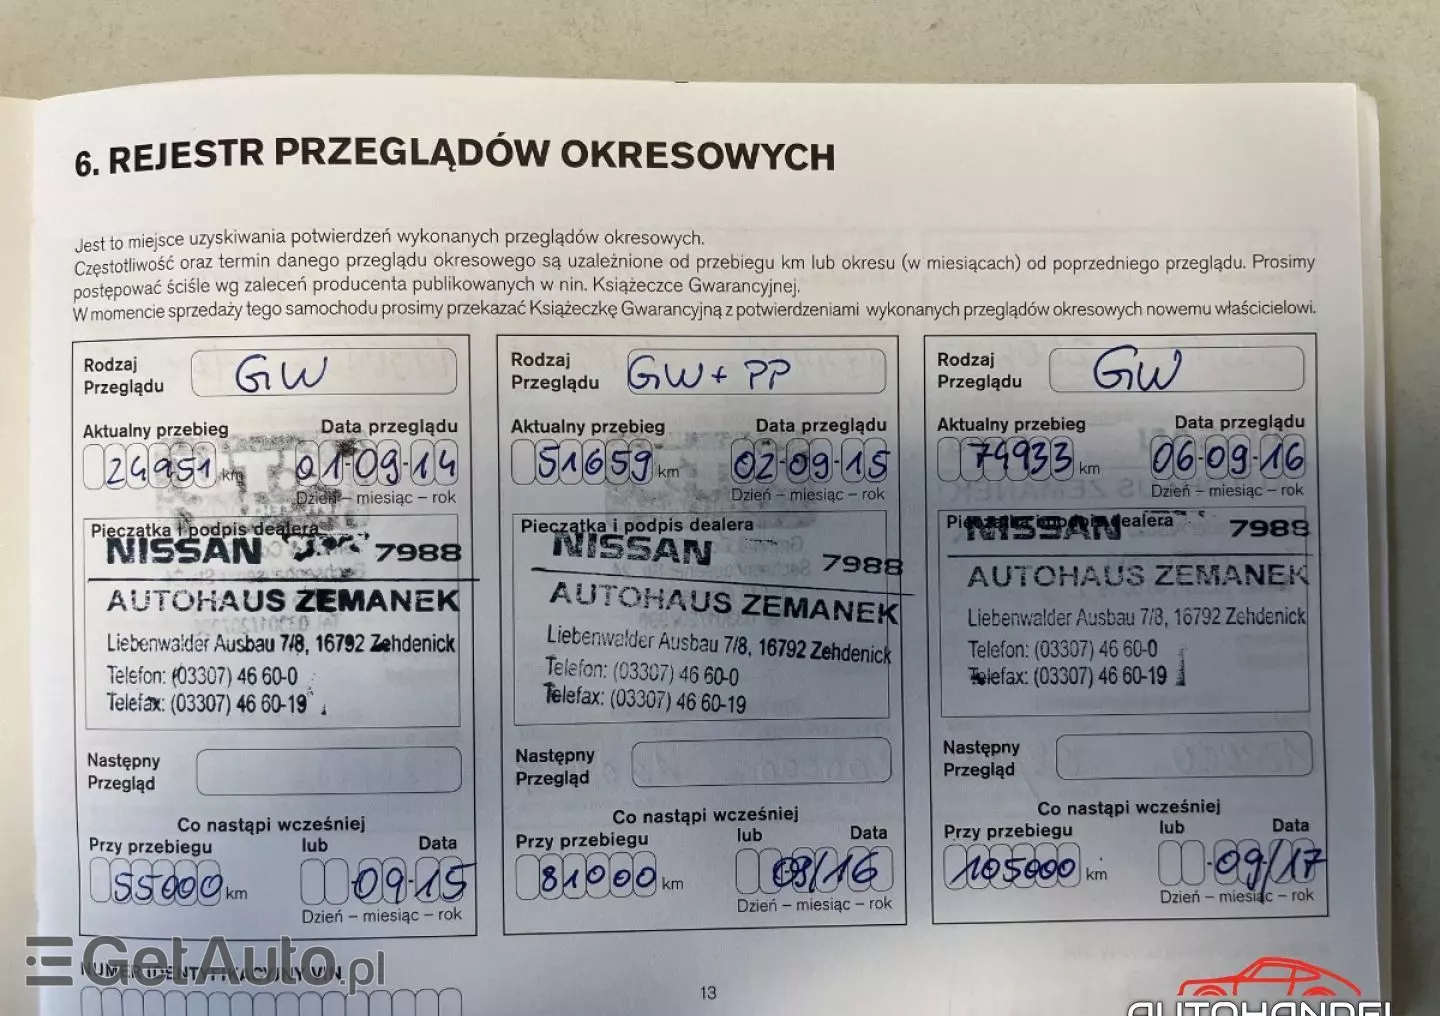 6. REJESTR PRZEGLĄDÓW OKRESOWYCH
Jest to miejsce uzyskiwania potwierdzeń wykonanych przeglądów okresowych.
Częstotliwość oraz termin danego przeglądu okresowego są uzależnione od przebiegu km lub okresu (w miesiącach) od poprzedniego przeglądu. Prosimy
postępować ściśle wg zaleceń producenta publikowanych w nin. Książeczce Gwarancyjnej.
W momencie sprzedaży tego samochodu prosimy przekazać Książeczkę Gwarancyjną z potwierdzeniami wykonanych przeglądów okresowych nowemu właścicielowi.
Rodzaj
Przeglądu
GW
Aktualny przebieg
Data przeglądu
24951 km
01-09-14
Dzień – miesiąc – rok
Pieczątka i podpis dealera
NISSAN 7988
AUTOHAUS ZEMANEK
Liebenwalder Ausbau 7/8, 16792 Zehdenick
Telefon: (03307) 46 60-0
Telefax: (03307) 46 60-19
Następny
Przegląd
Co nastąpi wcześniej
Przy przebiegu lub Data
55000 km
09-15
Dzień – miesiąc – rok
NUMER IDENTYFIKACYJNY VIN
Rodzaj
Przeglądu
GW + PP
Aktualny przebieg
Data przeglądu
51659 km
02-09-15
Dzień – miesiąc – rok
Pieczątka i podpis dealera
NISSAN 7988
AUTOHAUS ZEMANEK
Liebenwalder Ausbau 7/8, 16792 Zehdenick
Telefon: (03307) 46 60-0
Telefax: (03307) 46 60-19
Następny
Przegląd
Co nastąpi wcześniej
Przy przebiegu lub Data
81000 km
09/16
Dzień – miesiąc – rok
Rodzaj
Przeglądu
GW
Aktualny przebieg
Data przeglądu
74933 km
06-09-16
Dzień – miesiąc – rok
Pieczątka i podpis dealera
NISSAN 7988
AUTOHAUS ZEMANEK
Liebenwalder Ausbau 7/8, 16792 Zehdenick
Telefon: (03307) 46 60-0
Telefax: (03307) 46 60-19
Następny
Przegląd
Co nastąpi wcześniej
Przy przebiegu lub Data
105000 km
09/17
Dzień – miesiąc – rok
13
GetAuto.pl
AUTOHANDEL